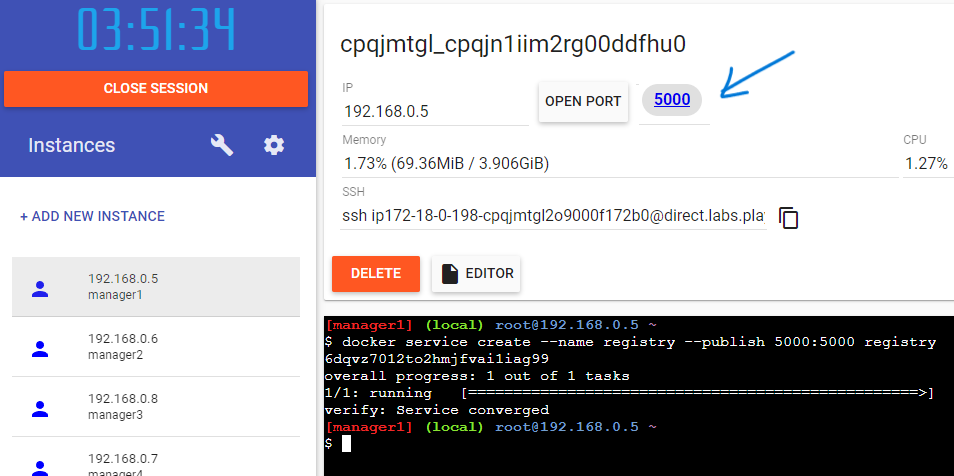 03:51:34
CLOSE SESSION
Instances
+ ADD NEW INSTANCE
192.168.0.5
manager1
192.168.0.6
manager2
192.168.0.8
manager3
192.168.0.7
manager4
cpqjmtgl_cpqjn1iim2rg00ddfhu0
IP
192.168.0.5
OPEN PORT
5000
Memory
1.73% (69.36MiB / 3.906GiB)
CPU
1.27%
SSH
ssh ip172-18-0-198-cpqjmtgl2o9000f172b0@direct.labs.pla
DELETE
EDITOR
[manager1] (local) root@192.168.0.5 ~
$ docker service create --name registry --publish 5000:5000 registry
6dqvz7012to2hmjfvai1iag99
overall progress: 1 out of 1 tasks
1/1: running   [==================================================>]
verify: Service converged
[manager1] (local) root@192.168.0.5 ~
$